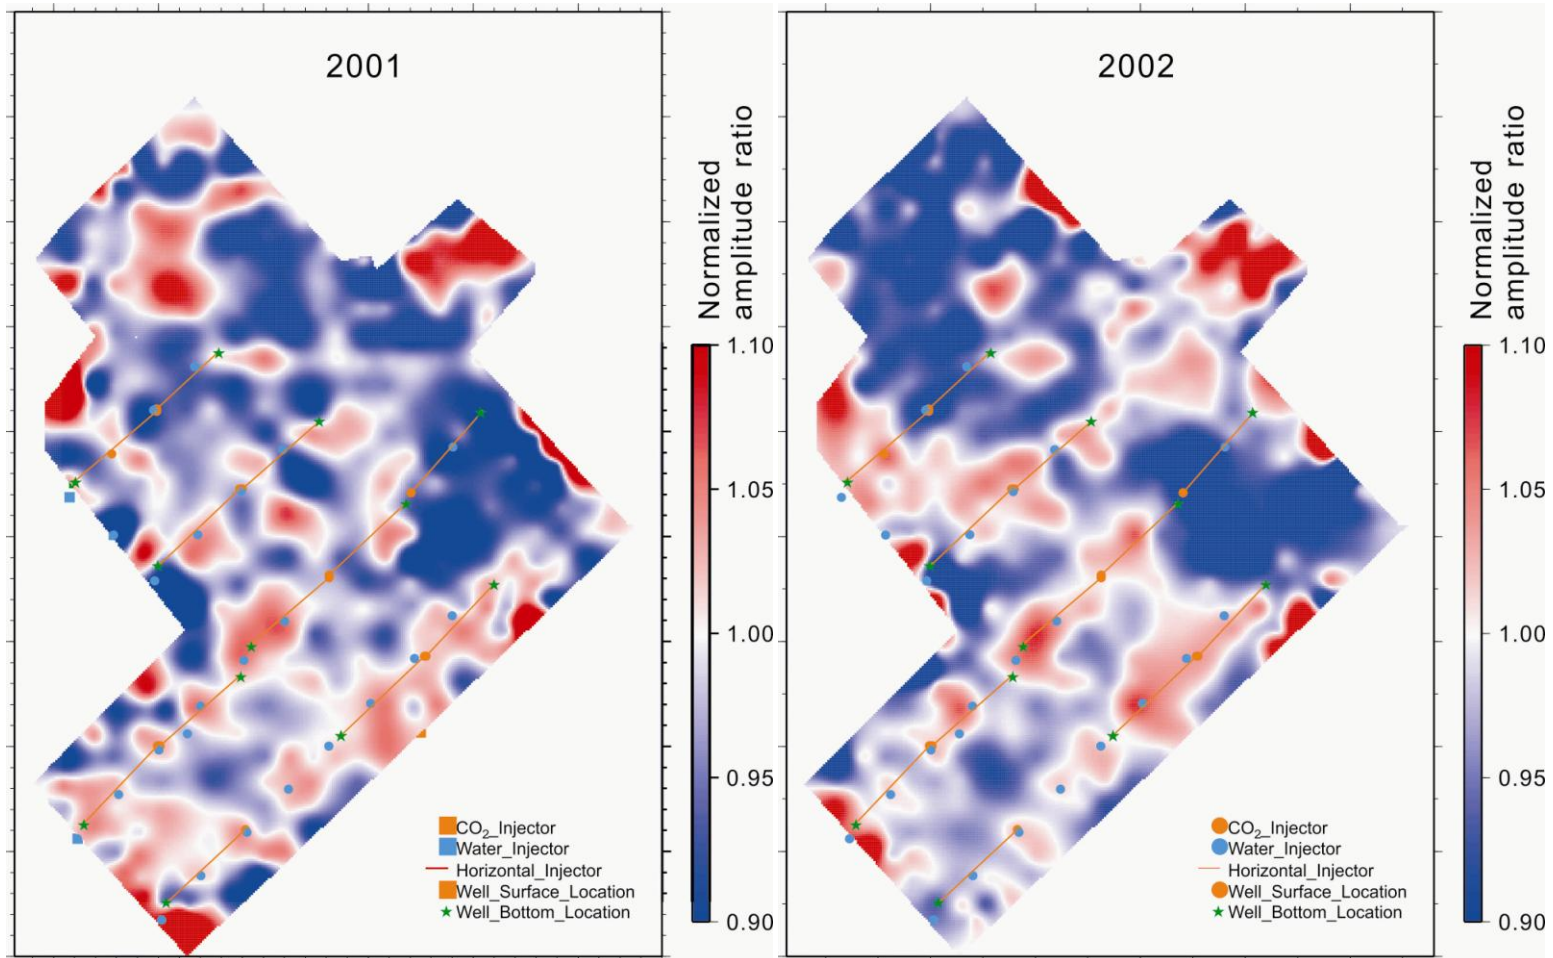 2001
Normalized
amplitude ratio
1.10
1.05
1.00
0.95
0.90
CO₂_Injector
Water_Injector
Horizontal_Injector
Well_Surface_Location
Well_Bottom_Location
2002
Normalized
amplitude ratio
1.10
1.05
1.00
0.95
0.90
CO₂_Injector
Water_Injector
Horizontal_Injector
Well_Surface_Location
Well_Bottom_Location